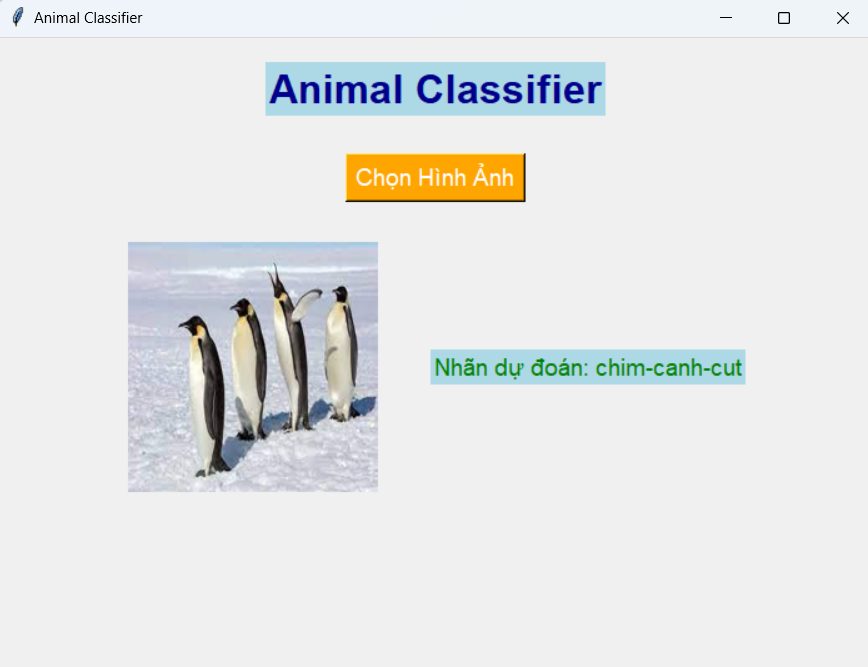 Animal Classifier
Animal Classifier
Chọn Hình Ảnh
Nhãn dự đoán: chim-canh-cut